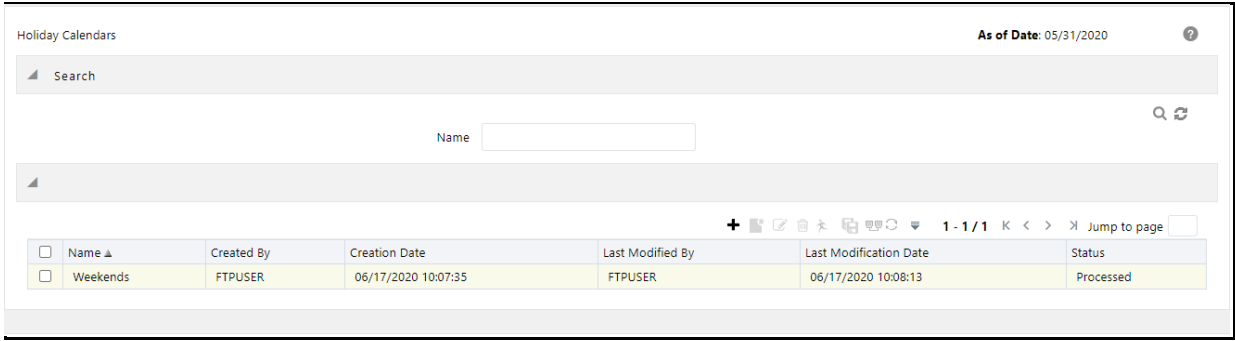 Holiday Calendars As of Date: 05/31/2020
Search
Name
1 - 1 / 1 Jump to page
Name Created By Creation Date Last Modified By Last Modification Date Status
Weekends FTPUSER 06/17/2020 10:07:35 FTPUSER 06/17/2020 10:08:13 Processed